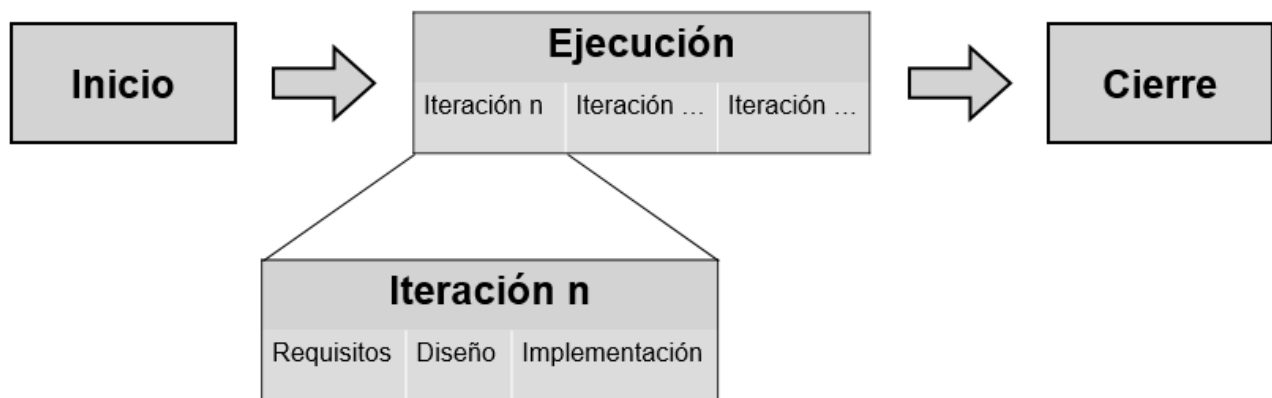 Inicio
Ejecución
Cierre
Iteración n
Iteración ...
Iteración ...
Iteración n
Requisitos
Diseño
Implementación